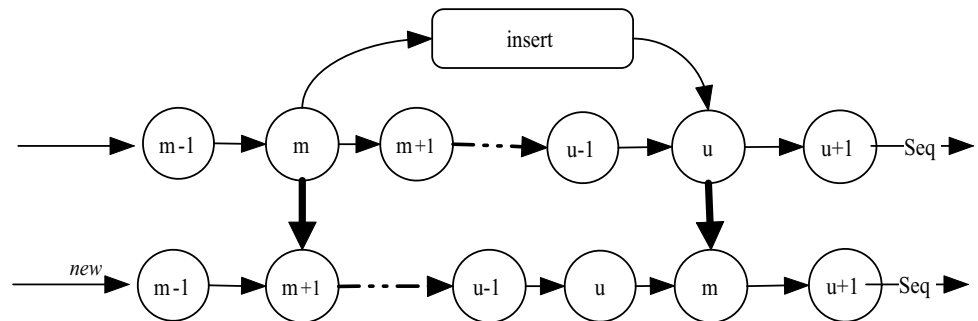 insert
m-1 m m+1 u-1 u u+1 Seq
new
m-1 m+1 u-1 u m u+1 Seq